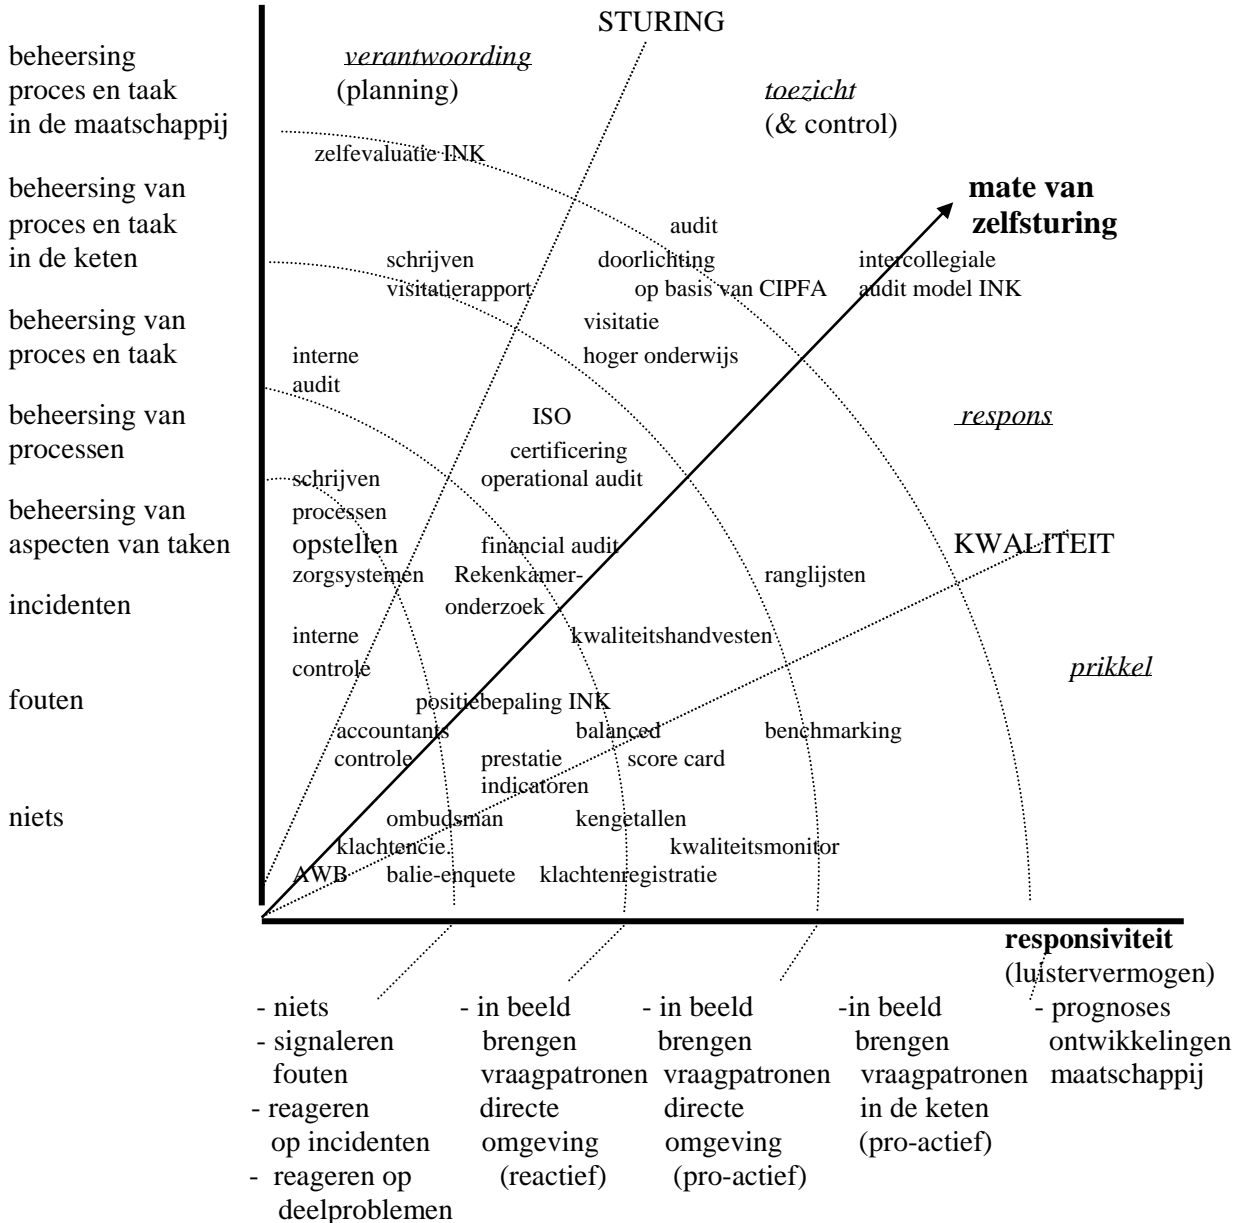 STURING
beheersing
proces en taak
in de maatschappij
verantwoording
(planning)
toezicht
(& control)
zelfevaluatie INK
beheersing van
proces en taak
in de keten
mate van
zelfsturing
audit
schrijven
visitatierapport
doorlichting
op basis van CIPFA
intercollegiale
audit model INK
beheersing van
proces en taak
visitatie
hoger onderwijs
interne
audit
beheersing van
processen
ISO
certificering
operational audit
respons
schrijven
processen
opstellen
zorgsystemen
beheersing van
aspecten van taken
financial audit
Rekenkamer-
onderzoek
KWALITEIT
ranglijsten
incidenten
interne
controle
kwaliteitshandvesten
prikkel
fouten
positiebepaling INK
accountants
controle
balanced
score card
benchmarking
prestatie
indicatoren
niets
ombudsman
kengetallen
klachtencie.
kwaliteitsmonitor
AWB
balie-enquete
klachtenregistratie
responsiviteit
(luistervermogen)
- niets
- signaleren
fouten
- reageren
op incidenten
- reageren op
deelproblemen
- in beeld
brengen
vraagpatronen
directe
omgeving
(reactief)
- in beeld
brengen
vraagpatronen
directe
omgeving
(pro-actief)
-in beeld
brengen
vraagpatronen
in de keten
(pro-actief)
- prognoses
ontwikkelingen
maatschappij